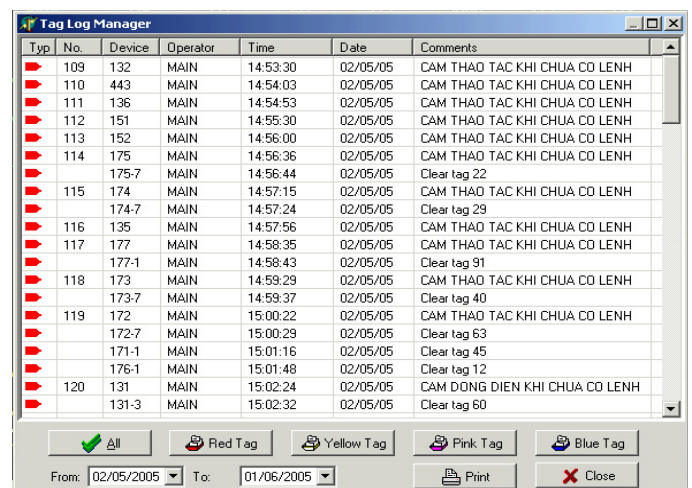 Tag Log Manager
Typ No. Device Operator Time Date Comments
109 132 MAIN 14:53:30 02/05/05 CAM THAO TAC KHI CHUA CO LENH
110 443 MAIN 14:54:03 02/05/05 CAM THAO TAC KHI CHUA CO LENH
111 136 MAIN 14:54:53 02/05/05 CAM THAO TAC KHI CHUA CO LENH
112 151 MAIN 14:55:30 02/05/05 CAM THAO TAC KHI CHUA CO LENH
113 152 MAIN 14:56:00 02/05/05 CAM THAO TAC KHI CHUA CO LENH
114 175 MAIN 14:56:36 02/05/05 CAM THAO TAC KHI CHUA CO LENH
175-7 MAIN 14:56:44 02/05/05 Clear tag 22
115 174 MAIN 14:57:15 02/05/05 CAM THAO TAC KHI CHUA CO LENH
174-7 MAIN 14:57:24 02/05/05 Clear tag 29
116 135 MAIN 14:57:56 02/05/05 CAM THAO TAC KHI CHUA CO LENH
117 177 MAIN 14:58:35 02/05/05 CAM THAO TAC KHI CHUA CO LENH
177-1 MAIN 14:58:43 02/05/05 Clear tag 91
118 173 MAIN 14:59:29 02/05/05 CAM THAO TAC KHI CHUA CO LENH
173-7 MAIN 14:59:37 02/05/05 Clear tag 40
119 172 MAIN 15:00:22 02/05/05 CAM THAO TAC KHI CHUA CO LENH
172-7 MAIN 15:00:29 02/05/05 Clear tag 63
171-1 MAIN 15:01:16 02/05/05 Clear tag 45
176-1 MAIN 15:01:48 02/05/05 Clear tag 12
120 131 MAIN 15:02:24 02/05/05 CAM DONG DIEN KHI CHUA CO LENH
131-3 MAIN 15:02:32 02/05/05 Clear tag 60
All Red Tag Yellow Tag Pink Tag Blue Tag
From: 02/05/2005 To: 01/06/2005 Print Close